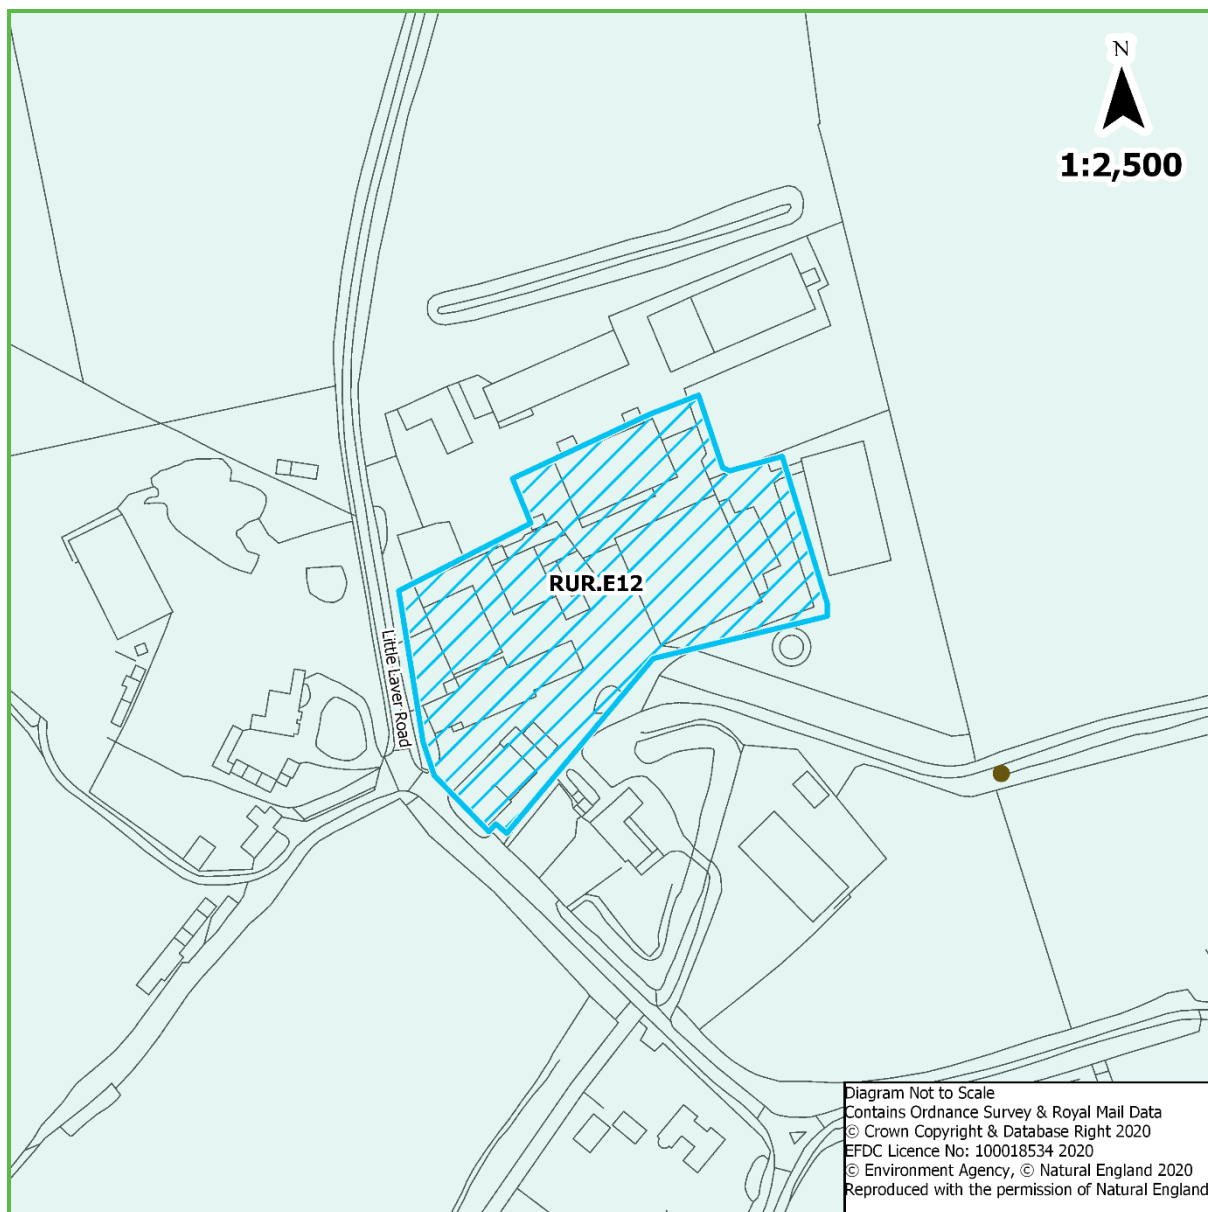 N
1:2,500
RUR.E12
Little Laver Road
Diagram Not to Scale
Contains Ordnance Survey & Royal Mail Data
© Crown Copyright & Database Right 2020
EFDC Licence No: 100018534 2020
© Environment Agency, © Natural England 2020
Reproduced with the permission of Natural England